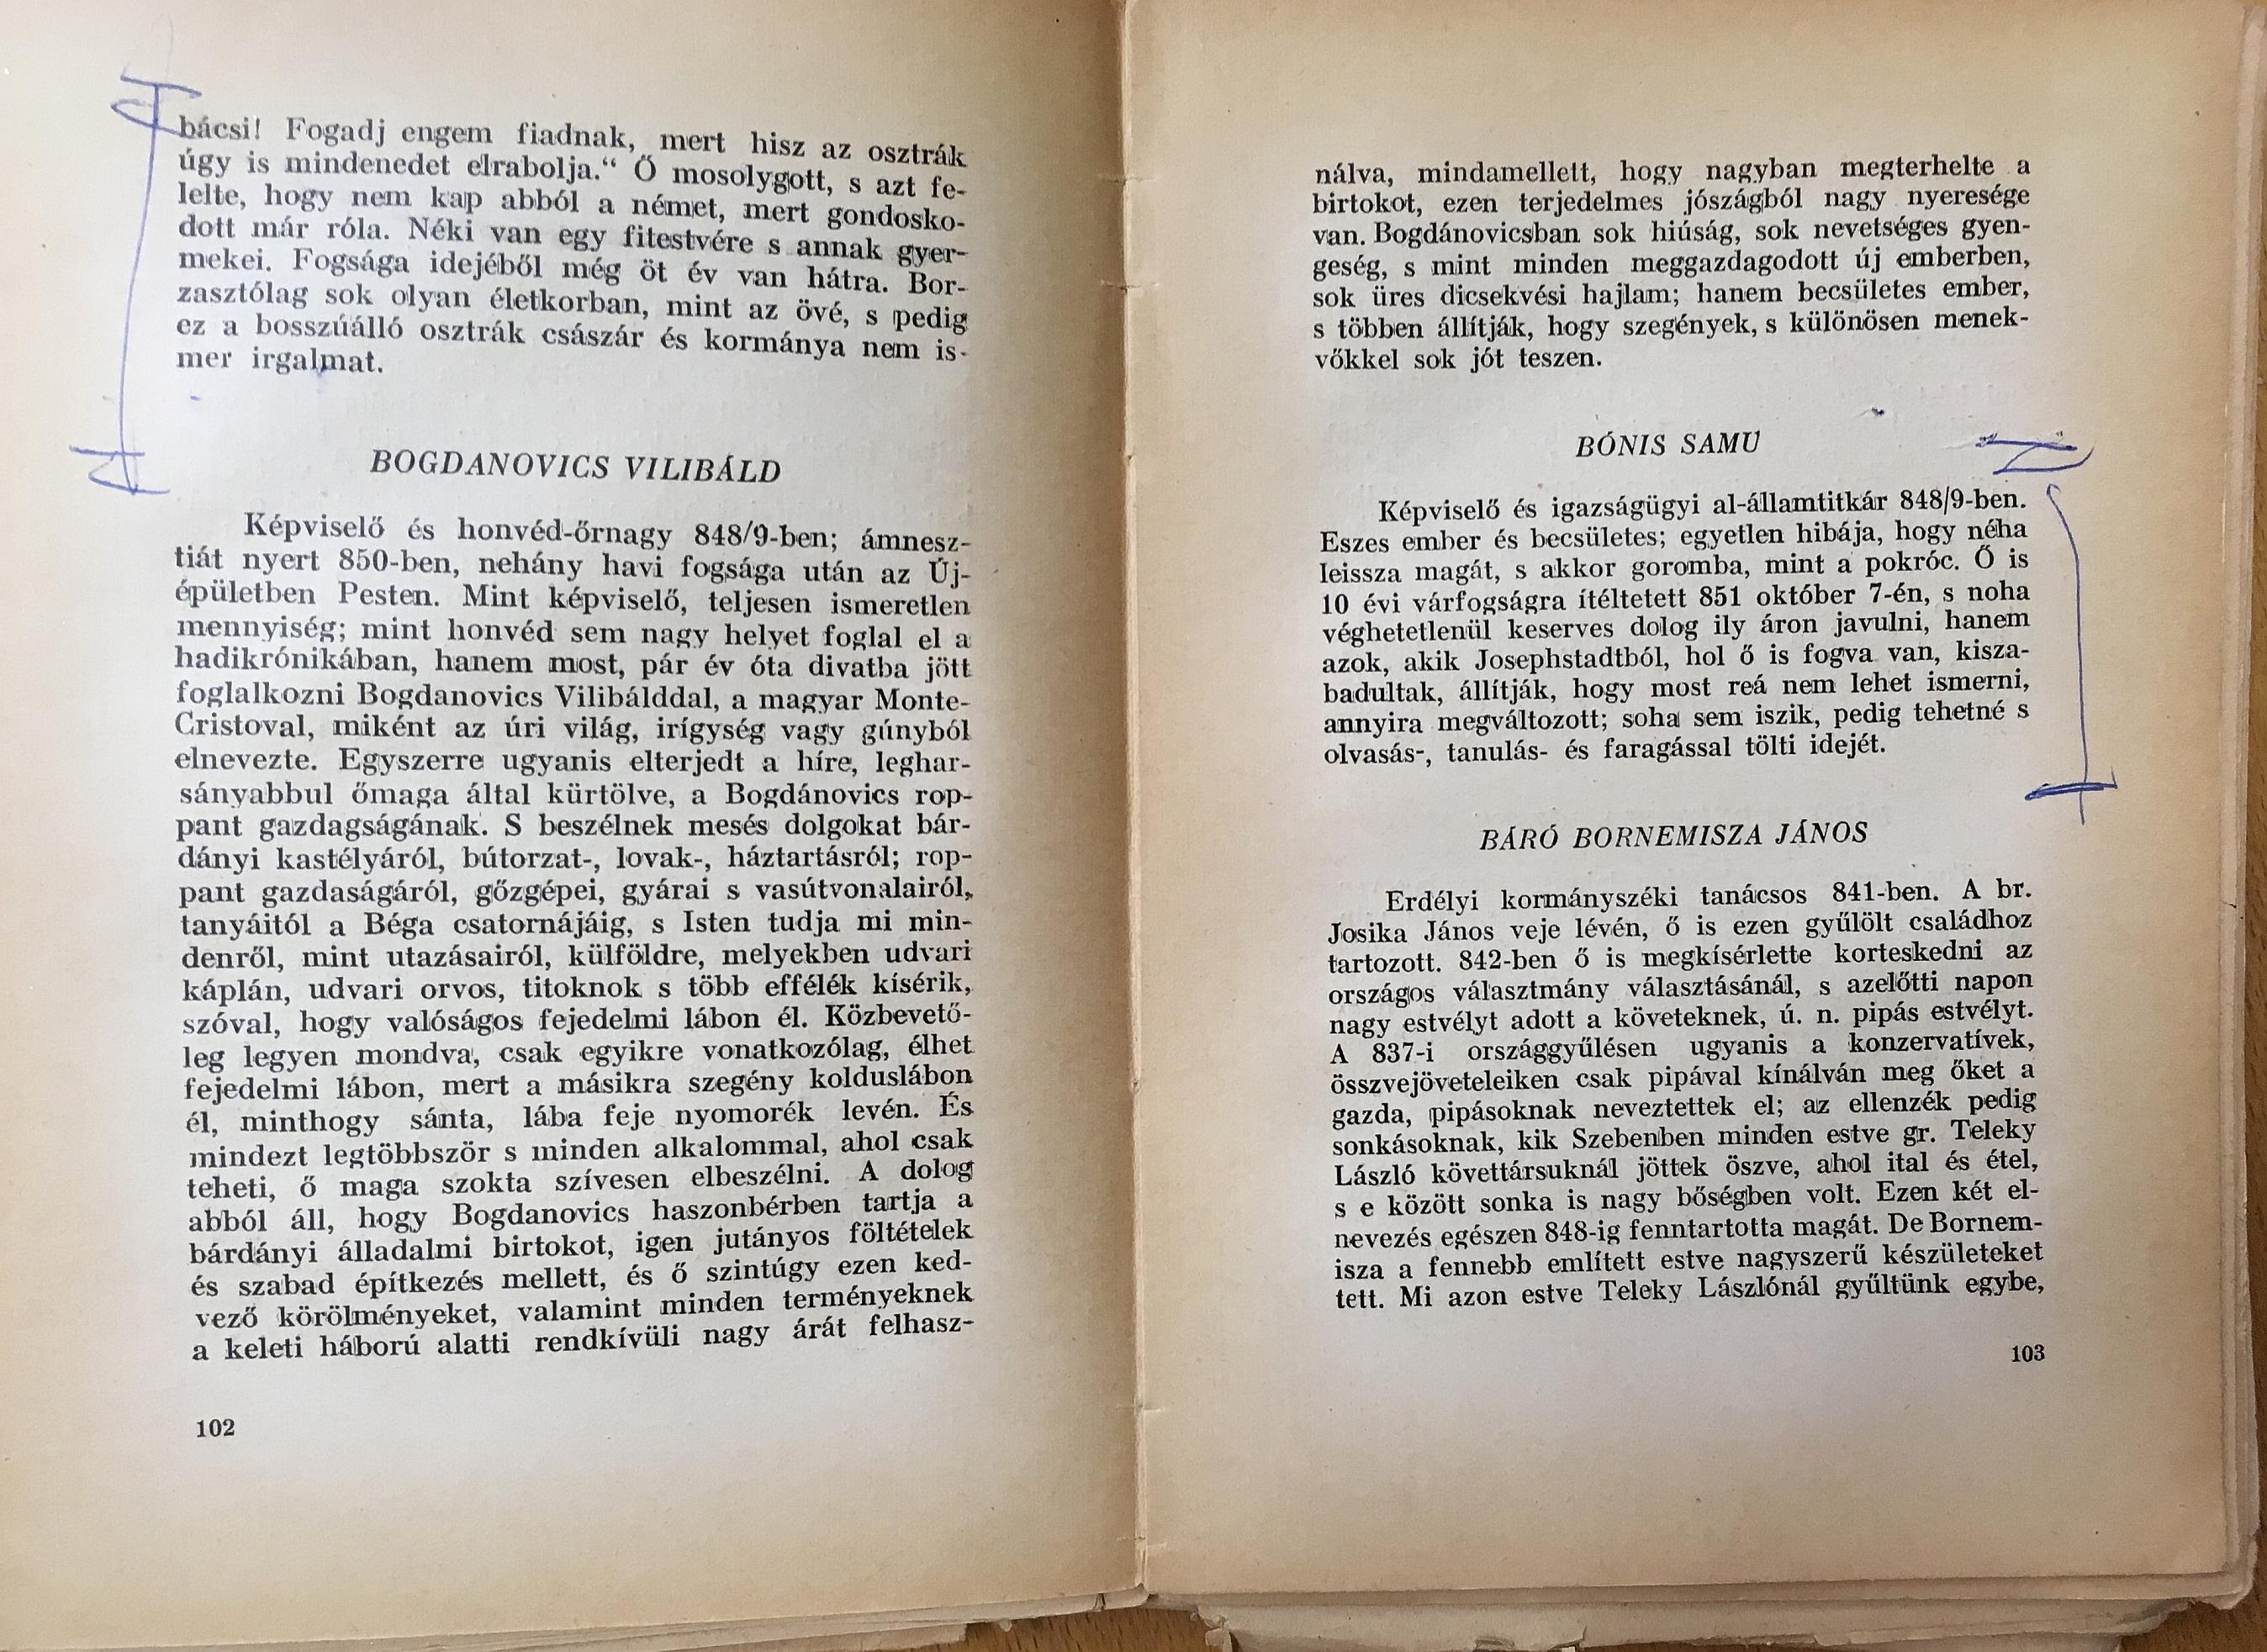 bácsi! Fogadj engem fiadnak, mert hisz az osztrák
úgy is mindenedet elrabolja.“ Ő mosolygott, s azt fe-
lelte, hogy nem kap abból a német, mert gondosko-
dott már róla. Néki van egy fitestvére s annak gyer-
mekei. Fogsága idejéből még öt év van hátra. Bor-
zasztólag sok olyan életkorban, mint az övé, s pedig
ez a bosszúálló osztrák császár és kormánya nem is-
mer irgalmat.
BOGDANOVICS VILIBÁLD
Képviselő és honvéd-őrnagy 848/9-ben; ámnesz-
tiát nyert 850-ben, nehány havi fogsága után az Új-
épületben Pesten. Mint képviselő, teljesen ismeretlen
mennyiség; mint honvéd sem nagy helyet foglal el a
hadikrónikában, hanem most, pár év óta divatba jött
foglalkozni Bogdanovics Vilibálddal, a magyar Monte-
Cristoval, miként az úri világ, irígység vagy gúnyból
elnevezte. Egyszerre ugyanis elterjedt a híre, leghar-
sányabbul őmaga által kürtölve, a Bogdánovics rop-
pant gazdagságának. S beszélnek mesés dolgokat bár-
dányi kastélyáról, bútorzat-, lovak-, háztartásról; rop-
pant gazdaságáról, gőzgépei, gyárai s vasútvonalairól,
tanyáitól a Béga csatornájáig, s Isten tudja mi min-
denről, mint utazásairól, külföldre, melyekben udvari
káplán, udvari orvos, titoknok s több effélék kísérik,
szóval, hogy valóságos fejedelmi lábon él. Közbevető-
leg legyen mondva, csak egyikre vonatkozólag, élhet
fejedelmi lábon, mert a másikra szegény kolduslábon
él, minthogy sánta, lába feje nyomorék levén. És
mindezt legtöbbször s minden alkalommal, ahol csak
teheti, ő maga szokta szívesen elbeszélni. A dolog
abból áll, hogy Bogdanovics haszonbérben tartja a
bárdányi álladalmi birtokot, igen jutányos föltételek
és szabad építkezés mellett, és ő szintúgy ezen ked-
vező körölményeket, valamint minden terményeknek
a keleti háború alatti rendkívüli nagy árát felhasz-
102
nálva, mindamellett, hogy nagyban megterhelte a
birtokot, ezen terjedelmes jószágból nagy nyeresége
van. Bogdánovicsban sok hiúság, sok nevetséges gyen-
geség, s mint minden meggazdagodott új emberben,
sok üres dicsekvési hajlam; hanem becsületes ember,
s többen állítják, hogy szegények, s különösen menek-
vőkkel sok jót teszen.
BÓNIS SAMU
Képviselő és igazságügyi al-államtitkár 848/9-ben.
Eszes ember és becsületes; egyetlen hibája, hogy néha
leissza magát, s akkor goromba, mint a pokróc. Ő is
10 évi várfogságra ítéltetett 851 október 7-én, s noha
véghetetlenül keserves dolog ily áron javulni, hanem
azok, akik Josephstadtból, hol ő is fogva van, kisza-
badultak, állítják, hogy most reá nem lehet ismerni,
annyira megváltozott; soha sem iszik, pedig tehetné s
olvasás-, tanulás- és faragással tölti idejét.
BÁRÓ BORNEMISZA JÁNOS
Erdélyi kormányszéki tanácsos 841-ben. A br.
Josika János veje lévén, ő is ezen gyűlölt családhoz
tartozott. 842-ben ő is megkísérlette korteskedni az
országos választmány választásánál, s azelőtti napon
nagy estvélyt adott a követeknek, ú. n. pipás estvélyt.
A 837-i országgyűlésen ugyanis a konzervatívek,
összvejöveteleiken csak pipával kínálván meg őket a
gazda, pipásoknak neveztettek el; az ellenzék pedig
sonkásoknak, kik Szebenben minden estve gr. Teleky
László követtársuknál jöttek öszve, ahol ital és étel,
s e között sonka is nagy bőségben volt. Ezen két el-
nevezés egészen 848-ig fenntartotta magát. De Bornem-
isza a fennebb említett estve nagyszerű készületeket
tett. Mi azon estve Teleky Lászlónál gyűltünk egybe,
103